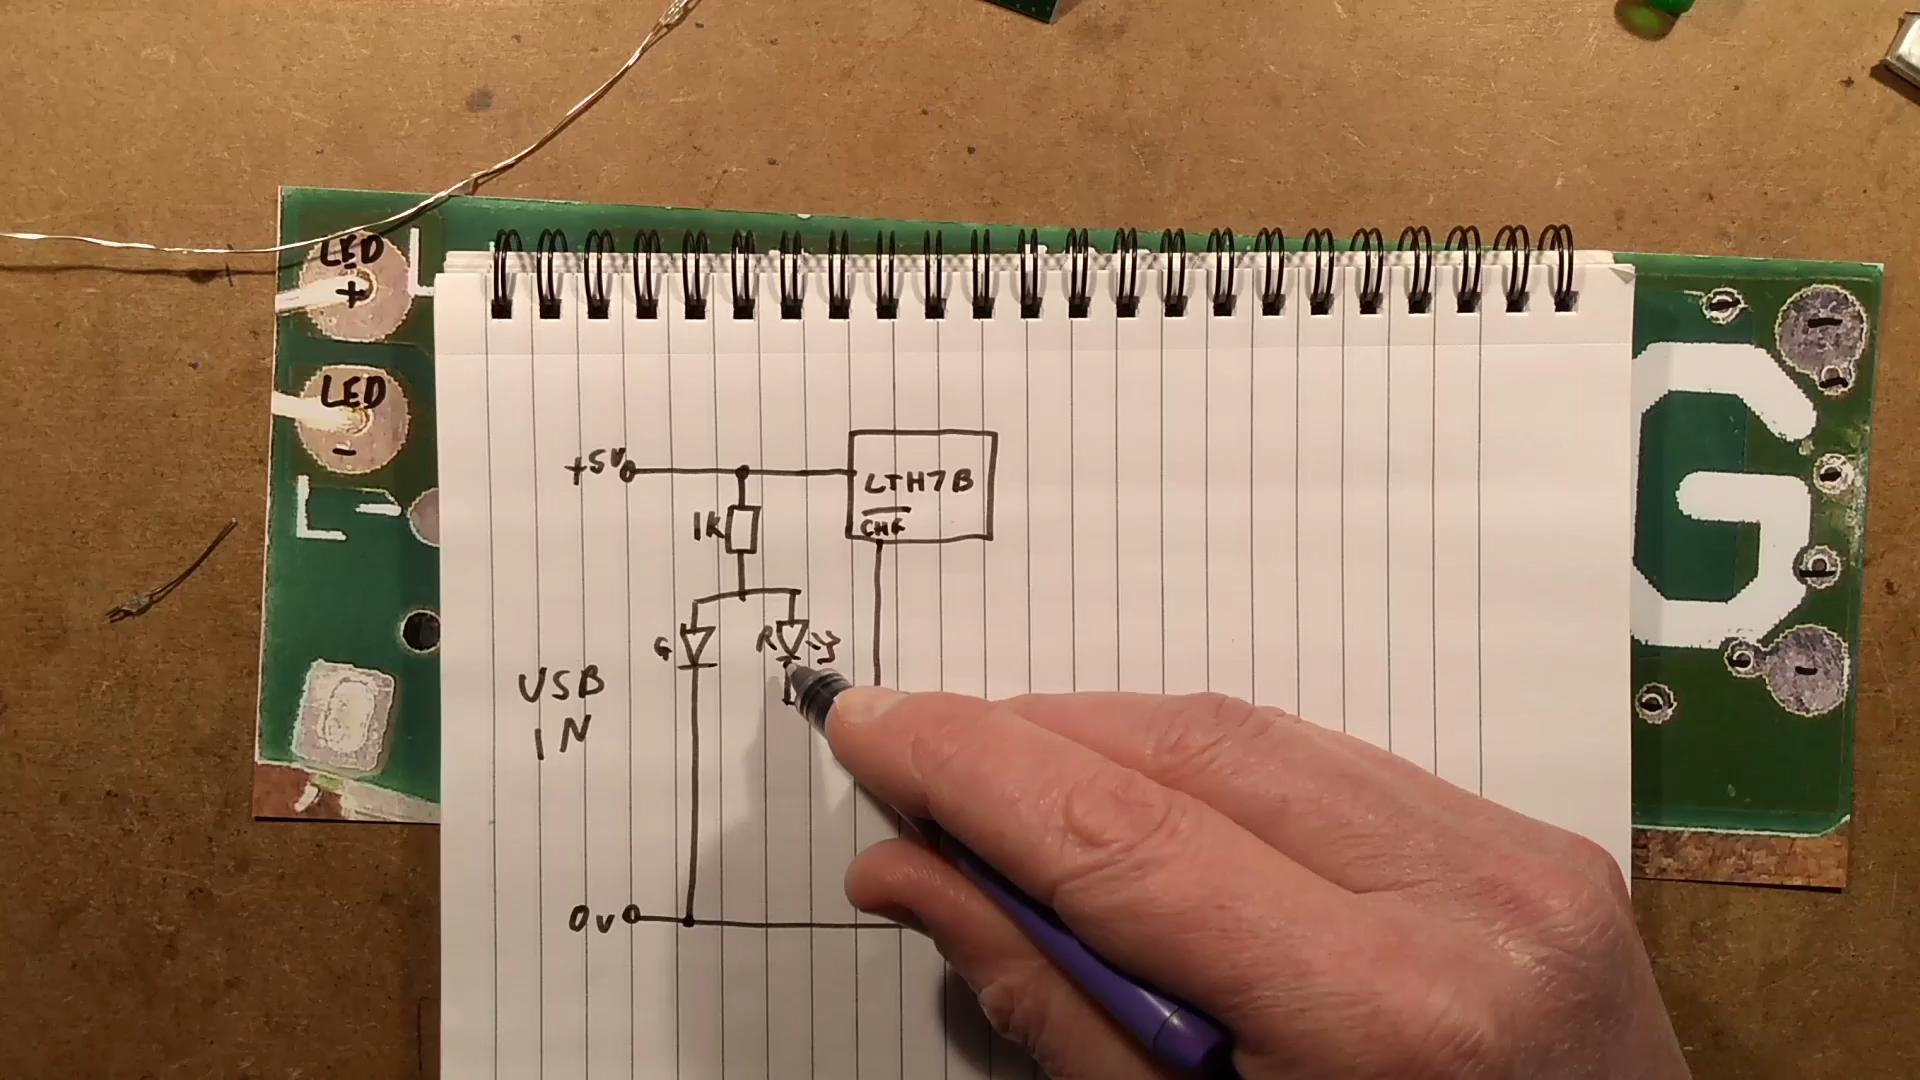 LED
+
LED
-
+5V
LTH7B
1K
CHG
G
R
USB
IN
0V
G